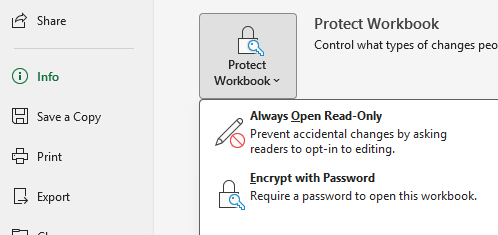 Share
Info
Save a Copy
Print
Export
Protect
Workbook
Protect Workbook
Control what types of changes
Always Open Read-Only
Prevent accidental changes by asking
readers to opt-in to editing.
Encrypt with Password
Require a password to open this workbook.